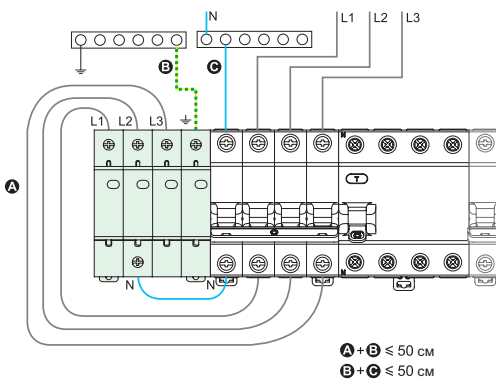 N L1 L2 L3
B C
L1 L2 L3
A
N
T
N N N
A + B ≤ 50 см
B + C ≤ 50 см